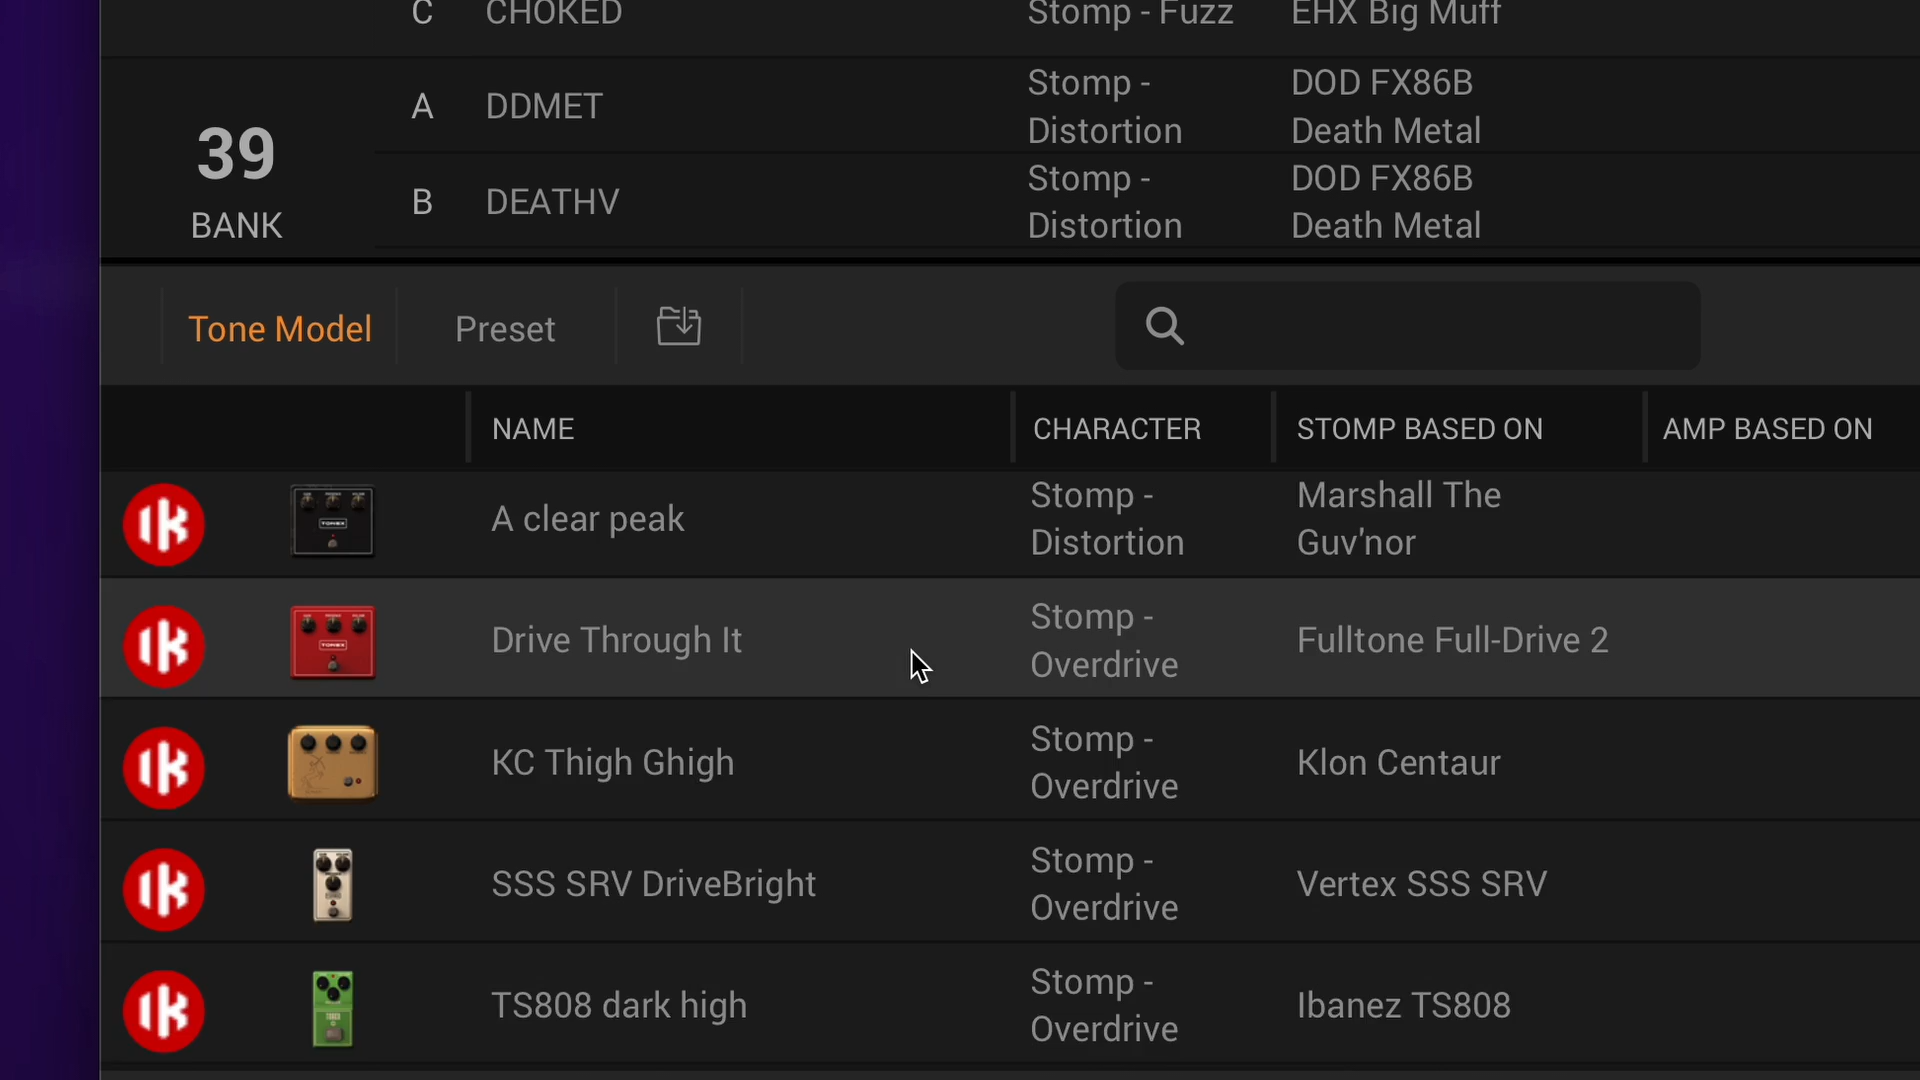 C CHOKED Stomp - Fuzz EHX Big Muff
39
BANK
A DDMET Stomp - Distortion DOD FX86B Death Metal
B DEATHV Stomp - Distortion DOD FX86B Death Metal
Tone Model Preset
NAME CHARACTER STOMP BASED ON AMP BASED ON
A clear peak Stomp - Distortion Marshall The Guv'nor
Drive Through It Stomp - Overdrive Fulltone Full-Drive 2
KC Thigh Ghigh Stomp - Overdrive Klon Centaur
SSS SRV DriveBright Stomp - Overdrive Vertex SSS SRV
TS808 dark high Stomp - Overdrive Ibanez TS808